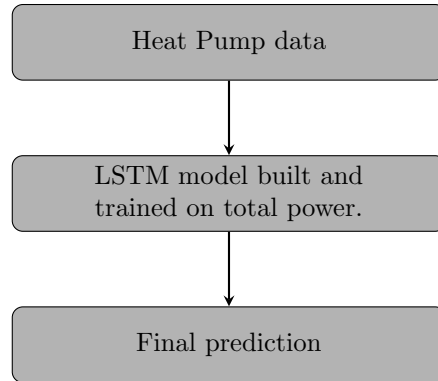 Heat Pump data
LSTM model built and
trained on total power.
Final prediction